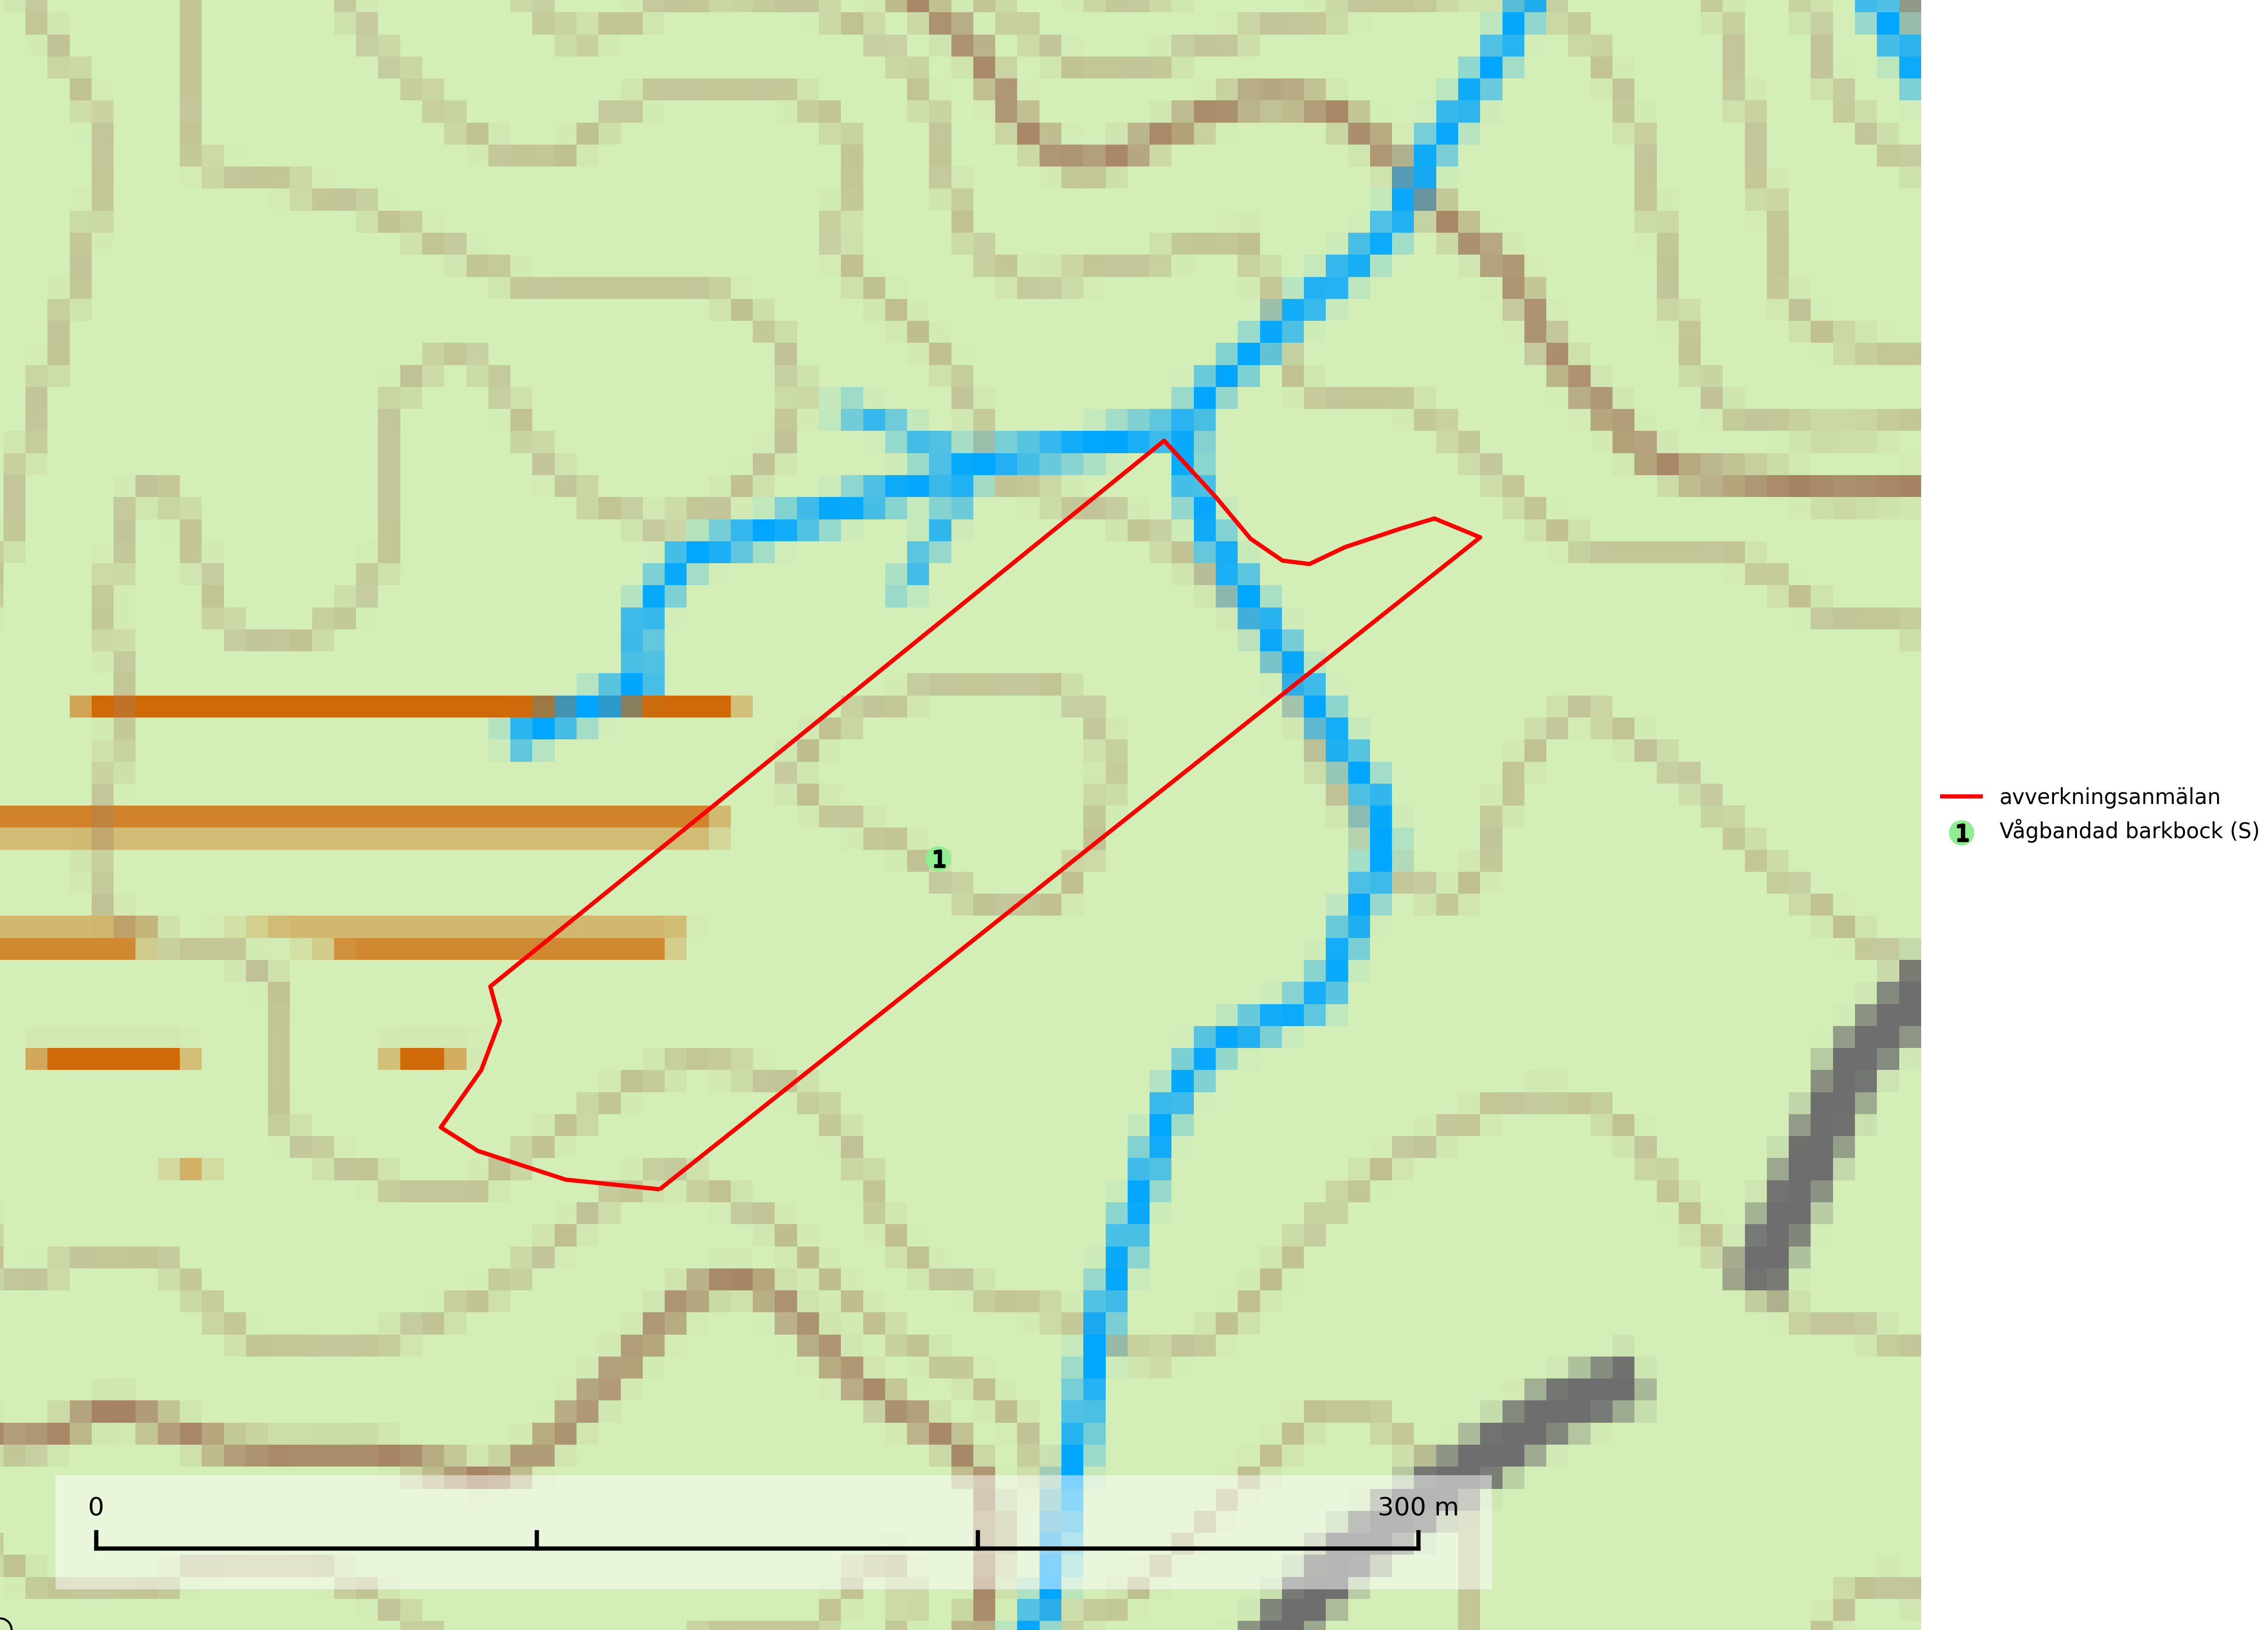 avverkningsanmälan
1 Vågbandad barkbock (S)
1
0 300 m